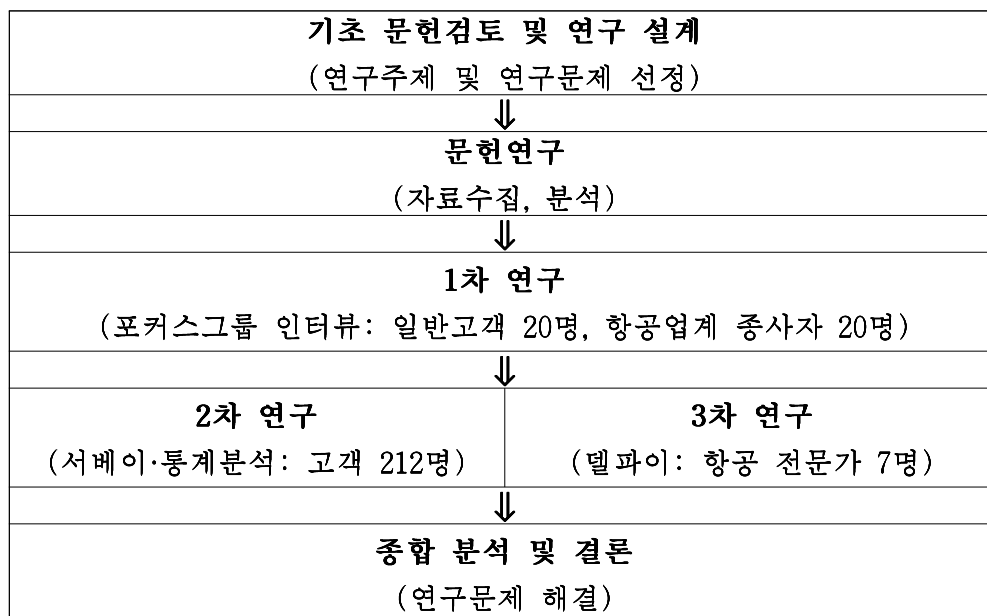 기초 문헌검토 및 연구 설계
(연구주제 및 연구문제 선정)
⇓
문헌연구
(자료수집, 분석)
⇓
1차 연구
(포커스그룹 인터뷰: 일반고객 20명, 항공업계 종사자 20명)
⇓
2차 연구
(서베이·통계분석: 고객 212명)
3차 연구
(델파이: 항공 전문가 7명)
⇓
종합 분석 및 결론
(연구문제 해결)